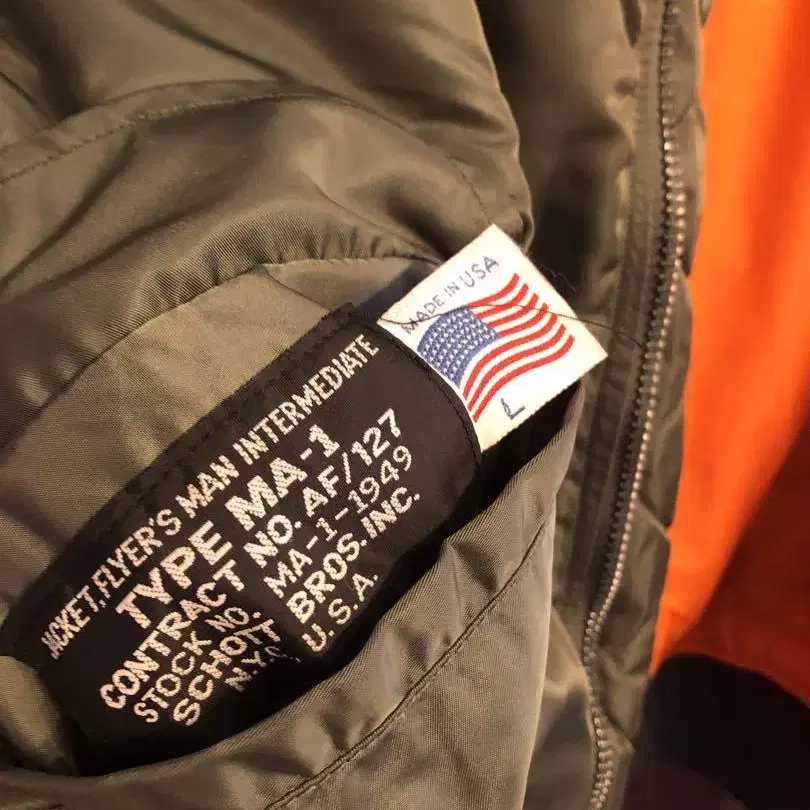 MADE IN USA
L
JACKET, FLYER'S MAN INTERMEDIATE
TYPE MA-1
CONTRACT NO. AF/127
STOCK NO. MA-1-1949
SCHOTT BROS. INC.
N.Y.C. U.S.A.